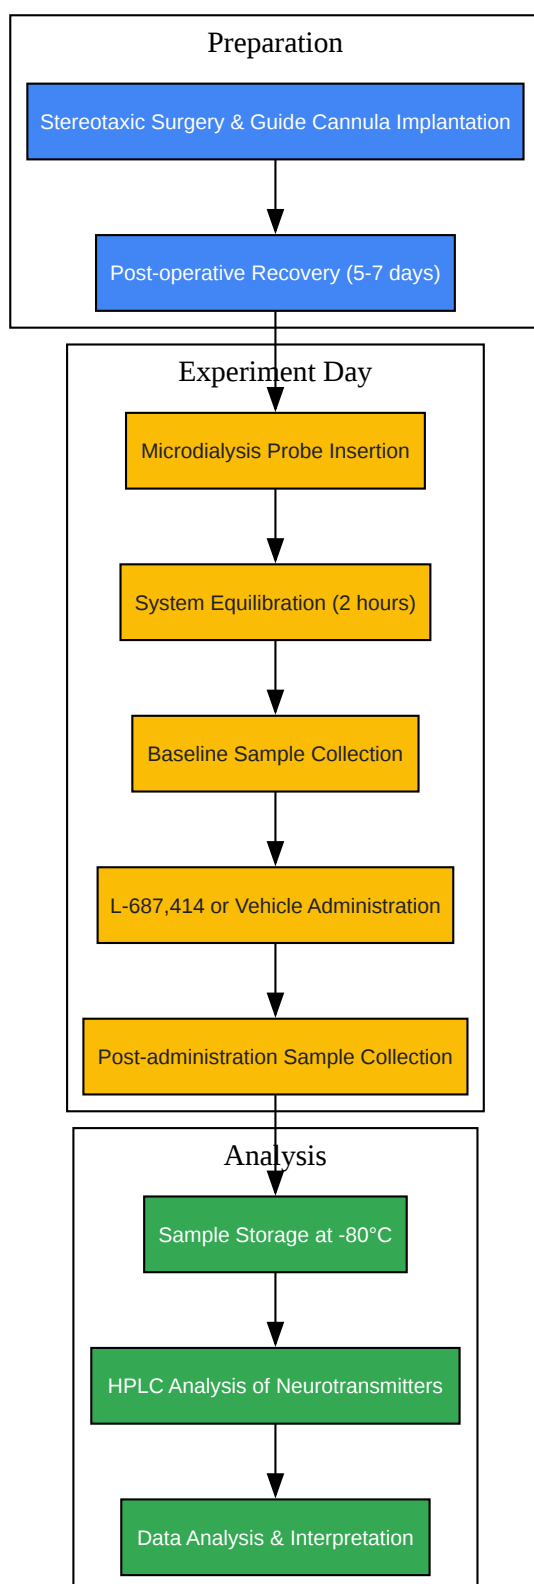 Preparation
Stereotaxic Surgery & Guide Cannula Implantation
Post-operative Recovery (5-7 days)
Experiment Day
Microdialysis Probe Insertion
System Equilibration (2 hours)
Baseline Sample Collection
L-687,414 or Vehicle Administration
Post-administration Sample Collection
Analysis
Sample Storage at -80°C
HPLC Analysis of Neurotransmitters
Data Analysis & Interpretation